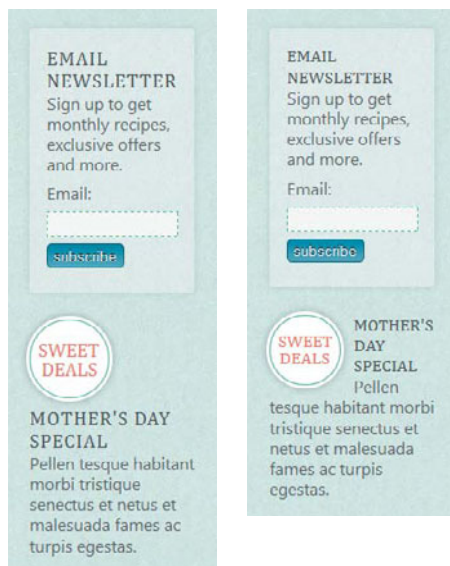 EMAIL
NEWSLETTER
Sign up to get
monthly recipes,
exclusive offers
and more.
Email:
subscribe
SWEET
DEALS
MOTHER'S DAY
SPECIAL
Pellen tesque habitant
morbi tristique
senectus et netus et
malesuada fames ac
turpis egestas.
EMAIL
NEWSLETTER
Sign up to get
monthly recipes,
exclusive offers
and more.
Email:
subscribe
SWEET
DEALS
MOTHER'S
DAY
SPECIAL
Pellen
tesque habitant morbi
tristique senectus et
netus et malesuada
fames ac turpis
egestas.